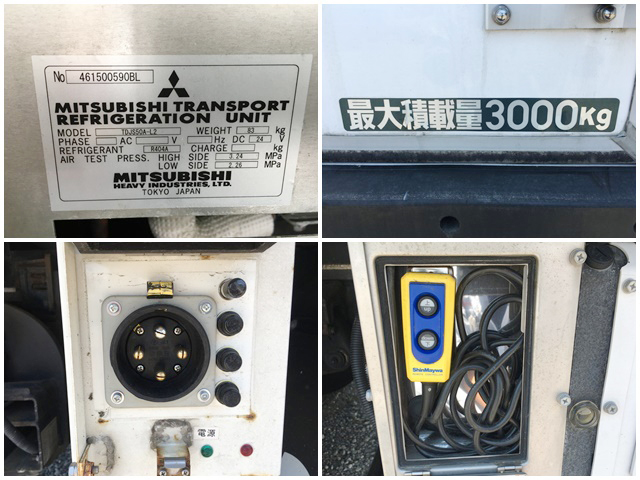 No 461500590BL
MITSUBISHI TRANSPORT
REFRIGERATION UNIT
MODEL TDJS50A-L2 WEIGHT 83 kg
PHASE AC V Hz DC 24 V
REFRIGERANT R404A CHARGE kg
AIR TEST PRESS. HIGH SIDE 3.24 MPa
LOW SIDE 2.26 MPa
MITSUBISHI
HEAVY INDUSTRIES, LTD.
TOKYO JAPAN
最大積載量3000Kg
電源
ShinMaywa